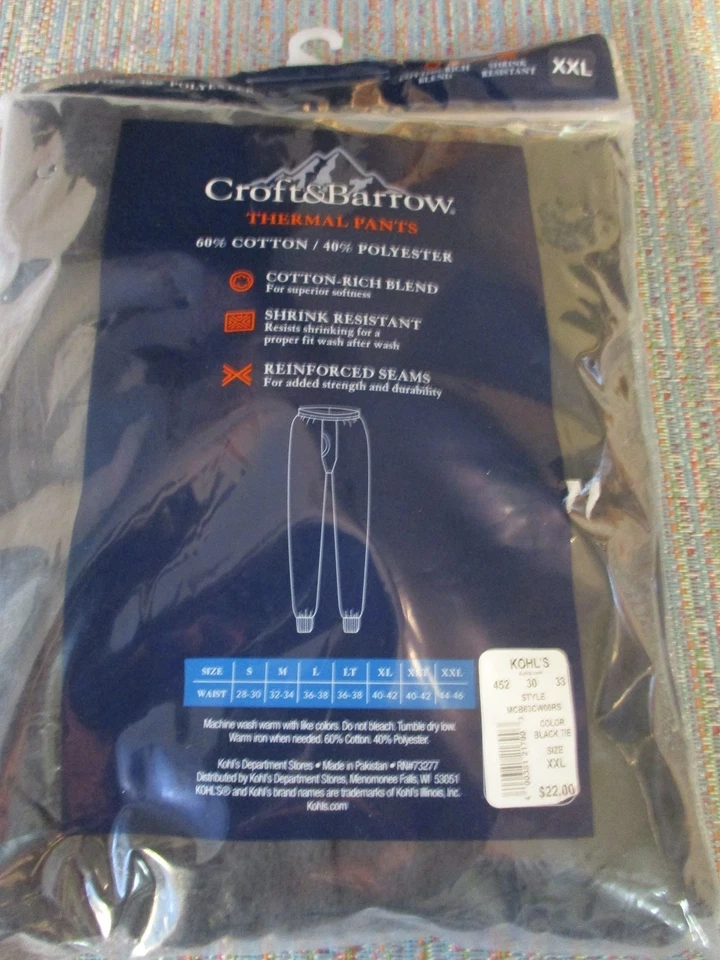 POLYESTER
BLEND
SHRINK
RESISTANT
XXL
Croft&Barrow®
THERMAL PANTS
60% COTTON / 40% POLYESTER
COTTON-RICH BLEND
For superior softness
SHRINK RESISTANT
Resists shrinking for a
proper fit wash after wash
REINFORCED SEAMS
For added strength and durability
SIZE S M L LT XL XXL
WAIST 28-30 32-34 36-38 36-38 40-42 40-42 44-46
Machine wash warm with like colors. Do not bleach. Tumble dry low.
Warm iron when needed. 60% Cotton. 40% Polyester.
Kohl's Department Stores • Made in Pakistan • RN#73277
Distributed by Kohl's Department Stores, Menomonee Falls, WI 53051
KOHL'S® and Kohl's brand names are trademarks of Kohl's Illinois, Inc.
Kohls.com
KOHL'S
452 30 33
STYLE
COLOR
BLACK TIE
SIZE
XXL
$22.00